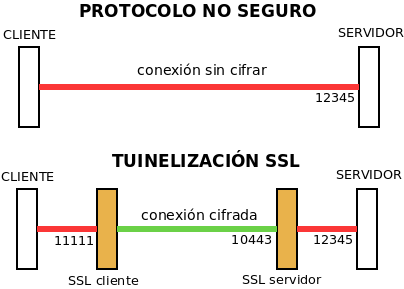 PROTOCOLO NO SEGURO
CLIENTE
SERVIDOR
conexión sin cifrar
12345
TUINELIZACIÓN SSL
CLIENTE
SERVIDOR
conexión cifrada
11111
10443
12345
SSL cliente
SSL servidor